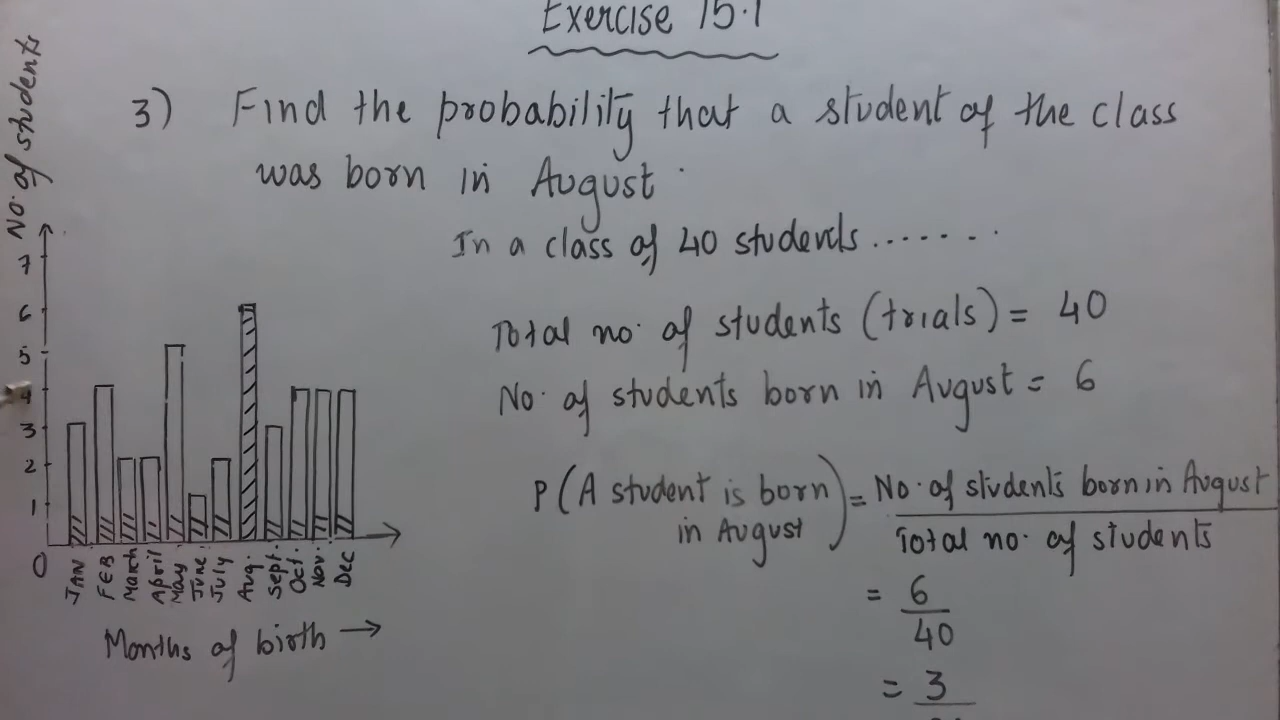 Exercise 15.1
3) Find the probability that a student of the class
was born in August.
In a class of 40 students.......
Total no. of students (trials) = 40
No. of students born in August = 6
P(A student is born in August) = No. of students born in August
Total no. of students
= 6
40
= 3
No. of students
7
6
5
4
3
2
1
0
JAN FEB March April May June July Aug. Sept. Oct. Nov. Dec
Months of birth →